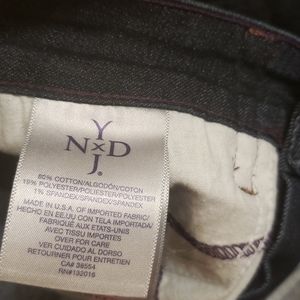 Y
N × D
J.
80% COTTON/ALGODÓN/COTON
19% POLYESTER/POLIESTER/POLYESTER
1% SPANDEX/SPANDEX/SPANDEX
MADE IN U.S.A. OF IMPORTED FABRIC/
HECHO EN EE.UU CON TELA IMPORTADA/
FABRIQUÉ AUX ETATS-UNIS
AVEC TISSU IMPORTES
OVER FOR CARE
VER CUIDADO AL DORSO
RETOURNER POUR ENTRETIEN
CA# 38554
RN#132016